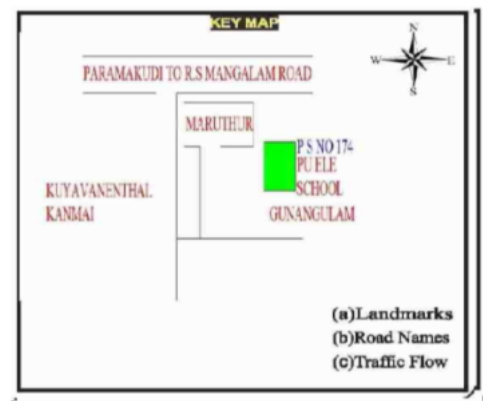 KEY MAP
N
W E
S
PARAMAKUDI TO R.S MANGALAM ROAD
MARUTHUR
P S NO 174
PU ELE
SCHOOL
GUNANGULAM
KUYAVANENTHAL
KANMAI
(a)Landmarks
(b)Road Names
(c)Traffic Flow